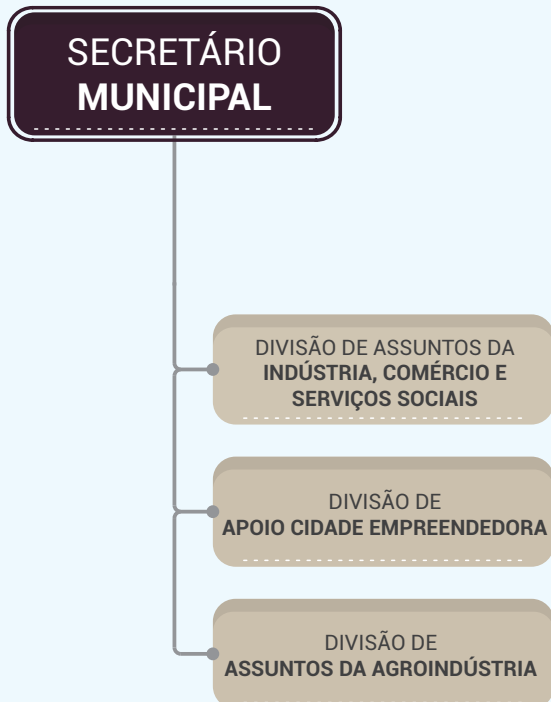 SECRETÁRIO
MUNICIPAL
DIVISÃO DE ASSUNTOS DA
INDÚSTRIA, COMÉRCIO E
SERVIÇOS SOCIAIS
DIVISÃO DE
APOIO CIDADE EMPREENDEDORA
DIVISÃO DE
ASSUNTOS DA AGROINDÚSTRIA